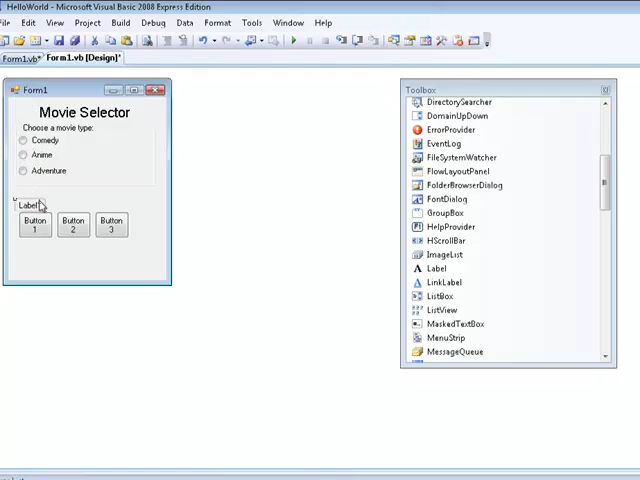 HelloWorld - Microsoft Visual Basic 2008 Express Edition
File Edit View Project Build Debug Data Format Tools Window Help
Form1.vb* Form1.vb [Design]*
Form1
Movie Selector
Choose a movie type:
Comedy
Anime
Adventure
Button 1
Button 2
Button 3
Toolbox
DirectorySearcher
DomainUpDown
ErrorProvider
EventLog
FileSystemWatcher
FlowLayoutPanel
FolderBrowserDialog
FontDialog
GroupBox
HelpProvider
HScrollBar
ImageList
Label
LinkLabel
ListBox
ListView
MaskedTextBox
MenuStrip
MessageQueue